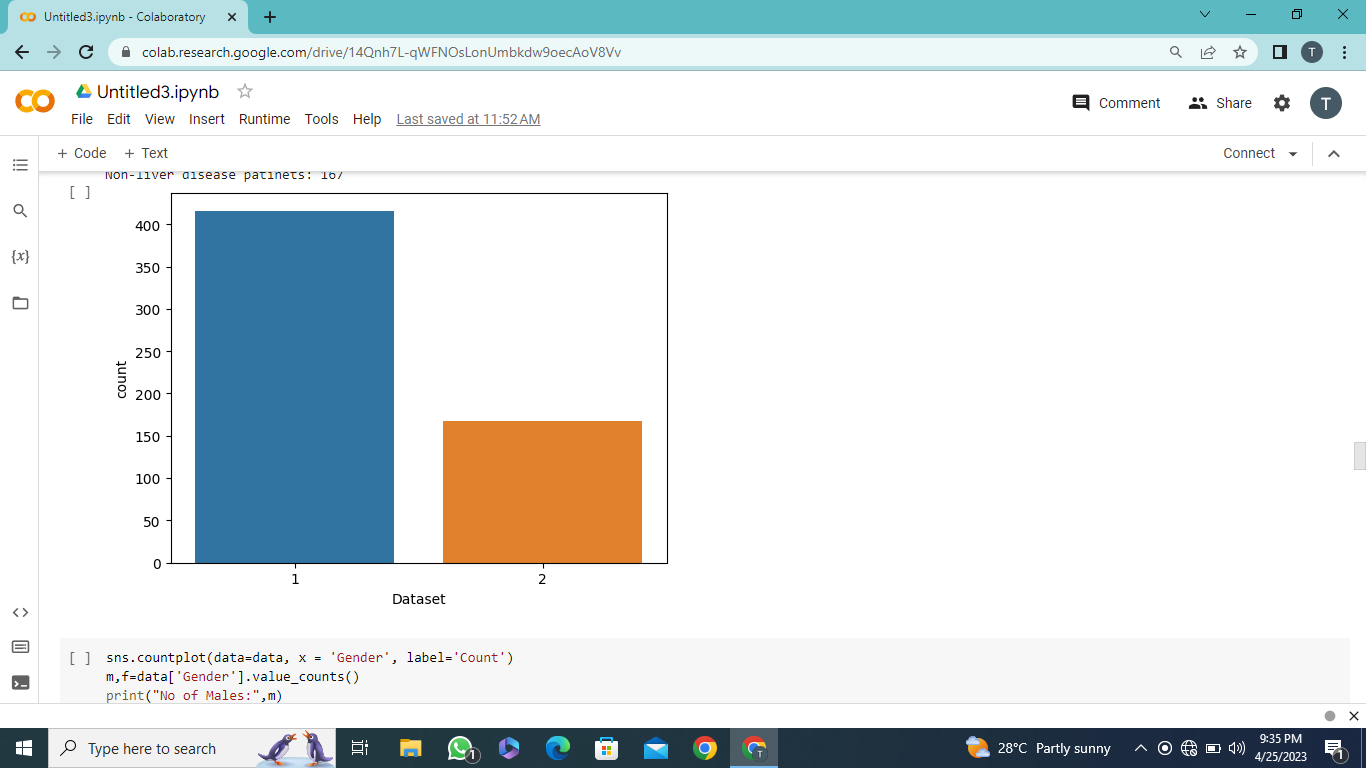 Untitled3.ipynb - Colaboratory
colab.research.google.com/drive/14Qnh7L-qWFNOsLonUmbkdw9oecAoV8Vv
T
Untitled3.ipynb
File Edit View Insert Runtime Tools Help Last saved at 11:52 AM
Comment Share T
+ Code + Text Connect
{x}
Non-liver disease patinets: 167
[ ]
400
350
300
250
200
150
100
50
0
count
1 2
Dataset
[ ] sns.countplot(data=data, x = 'Gender', label='Count')
m,f=data['Gender'].value_counts()
print("No of Males:",m)
Type here to search
1
T
28°C Partly sunny
9:35 PM
4/25/2023
1